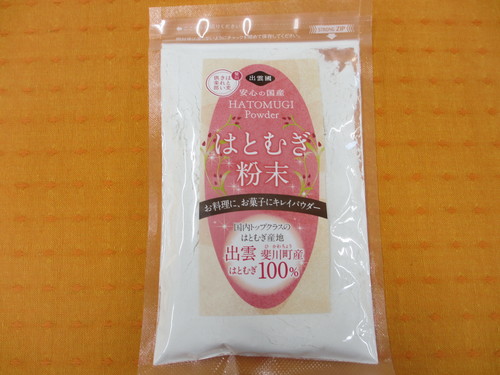 出雲國
安心の国産
HATOMUGI
Powder
はとむぎ
粉末
お料理に、お菓子にキレイパウダー
国内トップクラスの
はとむぎ産地
出雲 斐川町産
はとむぎ100%